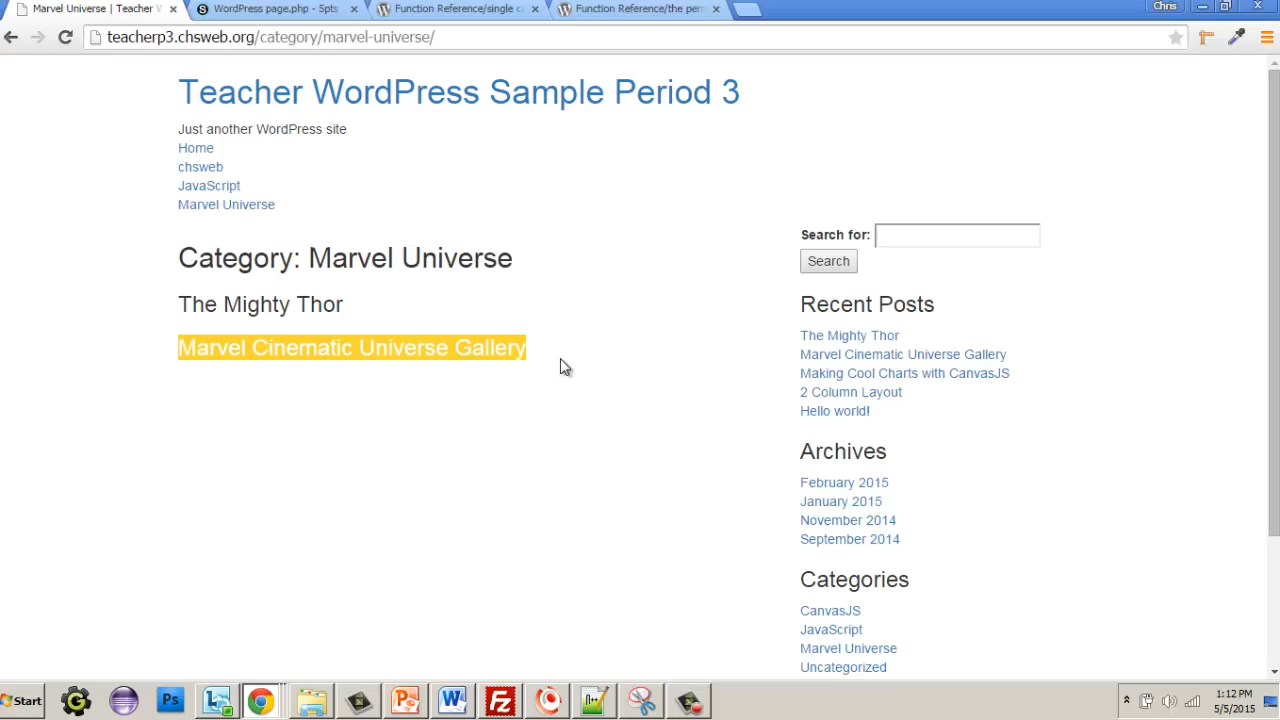 Marvel Universe | Teacher W
WordPress page.php - 5pts
Function Reference/single c
Function Reference/the per
Chris
teacherp3.chsweb.org/category/marvel-universe/
Teacher WordPress Sample Period 3
Just another WordPress site
Home
chsweb
JavaScript
Marvel Universe
Category: Marvel Universe
The Mighty Thor
Marvel Cinematic Universe Gallery
Search for:
Search
Recent Posts
The Mighty Thor
Marvel Cinematic Universe Gallery
Making Cool Charts with CanvasJS
2 Column Layout
Hello world!
Archives
February 2015
January 2015
November 2014
September 2014
Categories
CanvasJS
JavaScript
Marvel Universe
Uncategorized
Start
Ps
1:12 PM
5/5/2015